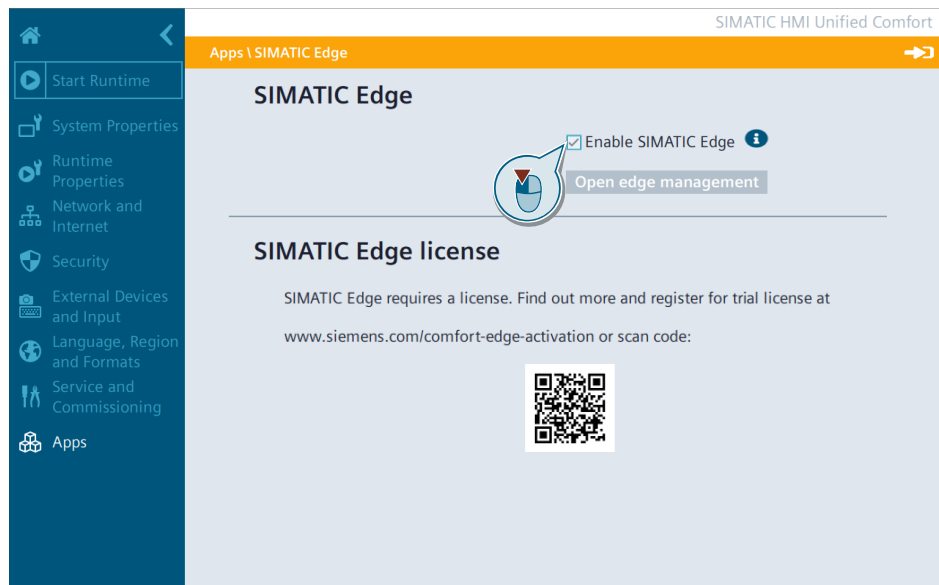 SIMATIC HMI Unified Comfort
Apps \ SIMATIC Edge
Start Runtime
System Properties
Runtime
Properties
Network and
Internet
Security
External Devices
and Input
Language, Region
and Formats
Service and
Commissioning
Apps
SIMATIC Edge
Enable SIMATIC Edge
Open edge management
SIMATIC Edge license
SIMATIC Edge requires a license. Find out more and register for trial license at
www.siemens.com/comfort-edge-activation or scan code: